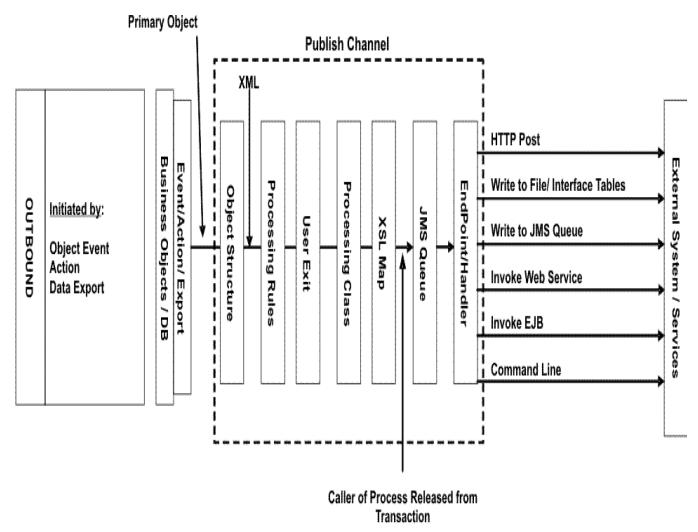 Primary Object
Publish Channel
XML
OUTBOUND
Initiated by:
Object Event
Action
Data Export
Business Objects / DB
Event/Action/ Export
Object Structure
Processing Rules
User Exit
Processing Class
XSL Map
JMS Queue
EndPoint/Handler
HTTP Post
Write to File/ Interface Tables
Write to JMS Queue
Invoke Web Service
Invoke EJB
Command Line
External System / Services
Caller of Process Released from
Transaction